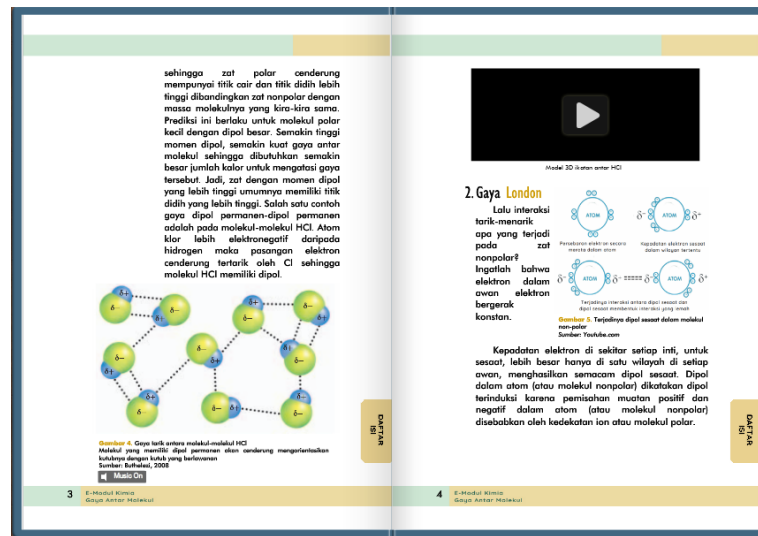 sehingga zat polar cenderung
mempunyai titik cair dan titik didih lebih
tinggi dibandingkan zat nonpolar dengan
massa molekulnya yang kira-kira sama.
Prediksi ini berlaku untuk molekul polar
kecil dengan dipol besar. Semakin tinggi
momen dipol, semakin kuat gaya antar
molekul sehingga dibutuhkan semakin
besar jumlah kalor untuk mengatasi gaya
tersebut. Jadi, zat dengan momen dipol
yang lebih tinggi umumnya memiliki titik
didih yang lebih tinggi. Salah satu contoh
gaya dipol permanen-dipol permanen
adalah pada molekul-molekul HCl. Atom
klor lebih elektronegatif daripada
hidrogen maka pasangan elektron
cenderung tertarik oleh Cl sehingga
molekul HCl memiliki dipol.
δ+ δ− δ− δ+
δ+ δ− δ− δ+
δ− δ+ δ+ δ−
δ+ δ− δ− δ+ δ+ δ−
Gambar 4. Gaya tarik antara molekul-molekul HCl
Molekul yang memiliki dipol permanen akan cenderung mengorientasikan
kutubnya dengan kutub yang berlawanan
Sumber: Buthelezi, 2008
Music On
DAFTAR
ISI
3
E-Modul Kimia
Gaya Antar Molekul
Model 3D ikatan antar HCl
2. Gaya London
Lalu interaksi
tarik-menarik
apa yang terjadi
pada zat
nonpolar?
Ingatlah bahwa
elektron dalam
awan elektron
bergerak
konstan.
ATOM
δ- ATOM δ+
Persebaran elektron secara
merata dalam atom
Kepadatan elektron sesaat
dalam wilayah tertentu
δ- ATOM δ- ===== δ- ATOM δ+
Terjadinya interaksi antara dipol sesaat dan
dipol sesaat membentuk interaksi yang lemah
Gambar 5. Terjadinya dipol sesaat dalam molekul
non-polar
Sumber: Youtube.com
Kepadatan elektron di sekitar setiap inti, untuk
sesaat, lebih besar hanya di satu wilayah di setiap
awan, menghasilkan semacam dipol sesaat. Dipol
dalam atom (atau molekul nonpolar) dikatakan dipol
terinduksi karena pemisahan muatan positif dan
negatif dalam atom (atau molekul nonpolar)
disebabkan oleh kedekatan ion atau molekul polar.
DAFTAR
ISI
4
E-Modul Kimia
Gaya Antar Molekul